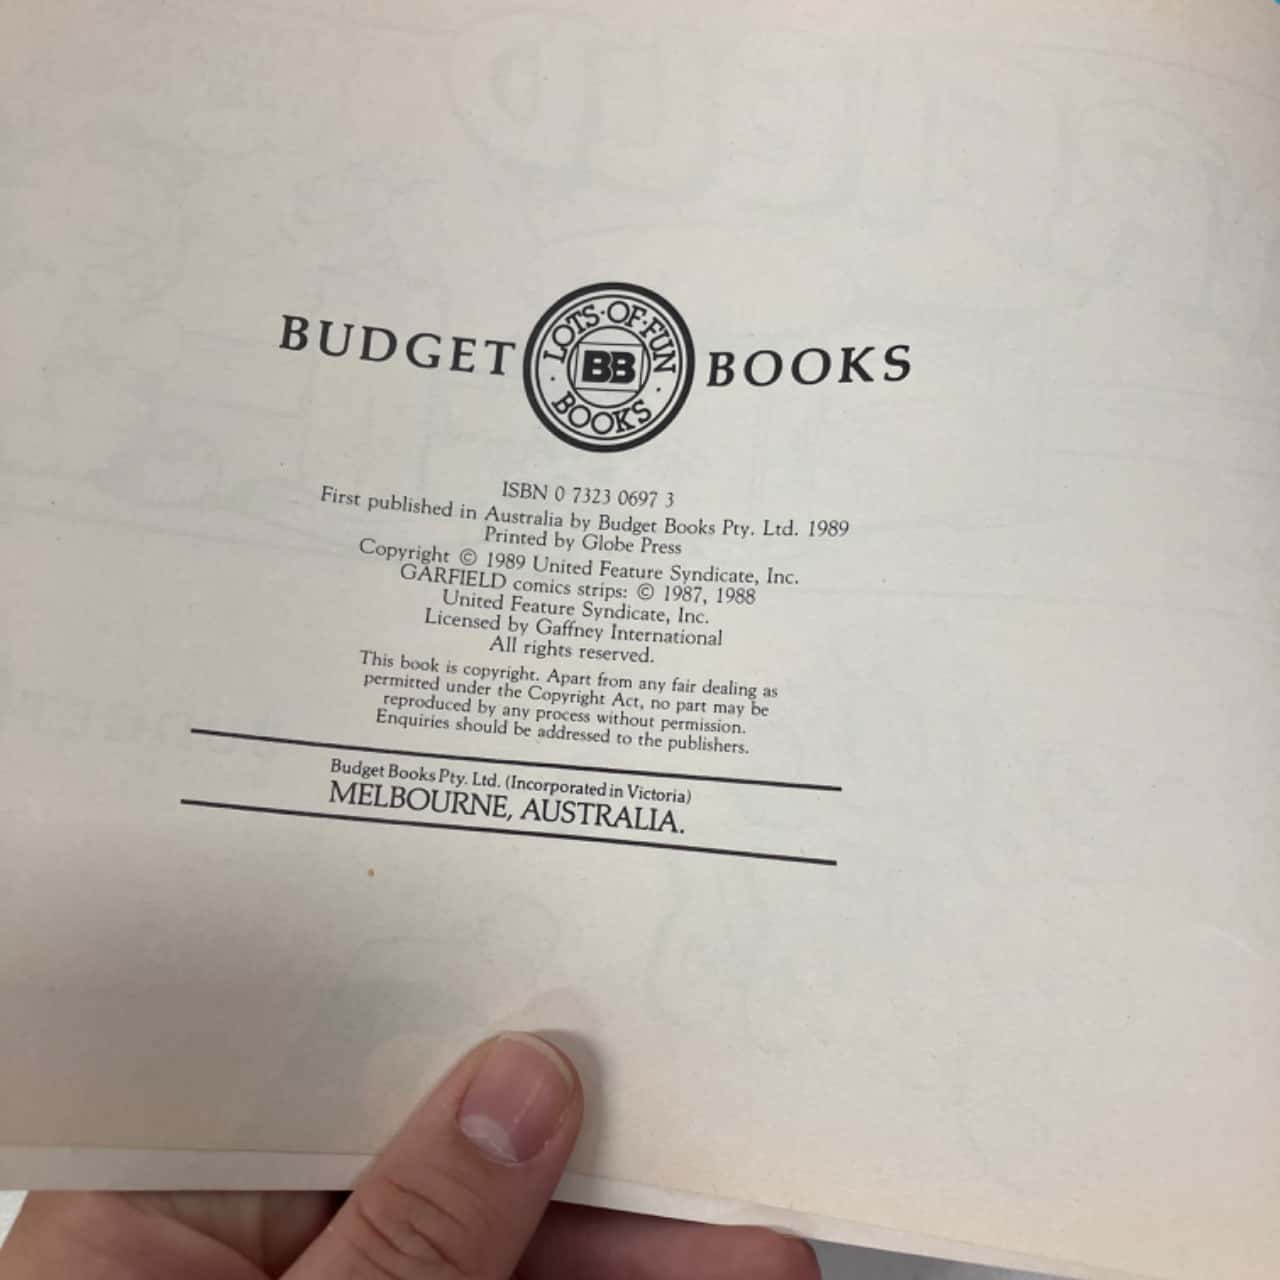 BUDGET BOOKS
LOTS·OF·FUN
BB
BOOKS
ISBN 0 7323 0697 3
First published in Australia by Budget Books Pty. Ltd. 1989
Printed by Globe Press
Copyright © 1989 United Feature Syndicate, Inc.
GARFIELD comics strips: © 1987, 1988
United Feature Syndicate, Inc.
Licensed by Gaffney International
All rights reserved.
This book is copyright. Apart from any fair dealing as
permitted under the Copyright Act, no part may be
reproduced by any process without permission.
Enquiries should be addressed to the publishers.
Budget Books Pty. Ltd. (Incorporated in Victoria)
MELBOURNE, AUSTRALIA.